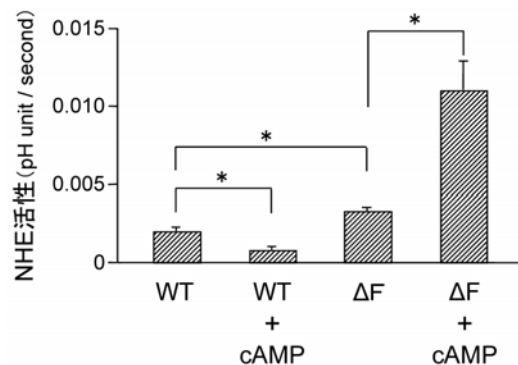 NHE活性(pH unit / second)
0.015
0.010
0.005
0
*
*
*
WT
WT
+
cAMP
ΔF
ΔF
+
cAMP